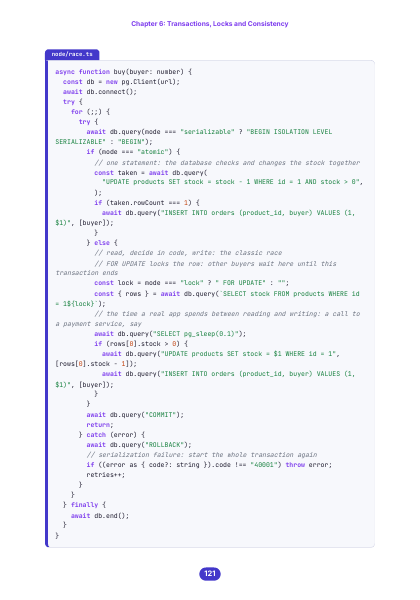 Chapter 6: Transactions, Locks and Consistency
node/race.ts
async function buy(buyer: number) {
  const db = new pg.Client(url);
  await db.connect();
  try {
    for (;;) {
      try {
        await db.query(mode === "serializable" ? "BEGIN ISOLATION LEVEL
SERIALIZABLE" : "BEGIN");
        if (mode === "atomic") {
          // one statement: the database checks and changes the stock together
          const taken = await db.query(
            "UPDATE products SET stock = stock - 1 WHERE id = 1 AND stock > 0",
          );
          if (taken.rowCount === 1) {
            await db.query("INSERT INTO orders (product_id, buyer) VALUES (1,
$1)", [buyer]);
          }
        } else {
          // read, decide in code, write: the classic race
          // FOR UPDATE locks the row: other buyers wait here until this
transaction ends
          const lock = mode === "lock" ? " FOR UPDATE" : "";
          const { rows } = await db.query(`SELECT stock FROM products WHERE id
= 1${lock}`);
          // the time a real app spends between reading and writing: a call to
a payment service, say
          await db.query("SELECT pg_sleep(0.1)");
          if (rows[0].stock > 0) {
            await db.query("UPDATE products SET stock = $1 WHERE id = 1",
[rows[0].stock - 1]);
            await db.query("INSERT INTO orders (product_id, buyer) VALUES (1,
$1)", [buyer]);
          }
        }
        await db.query("COMMIT");
        return;
      } catch (error) {
        await db.query("ROLLBACK");
        // serialization failure: start the whole transaction again
        if ((error as { code?: string }).code !== "40001") throw error;
        retries++;
      }
    }
  } finally {
    await db.end();
  }
}
121